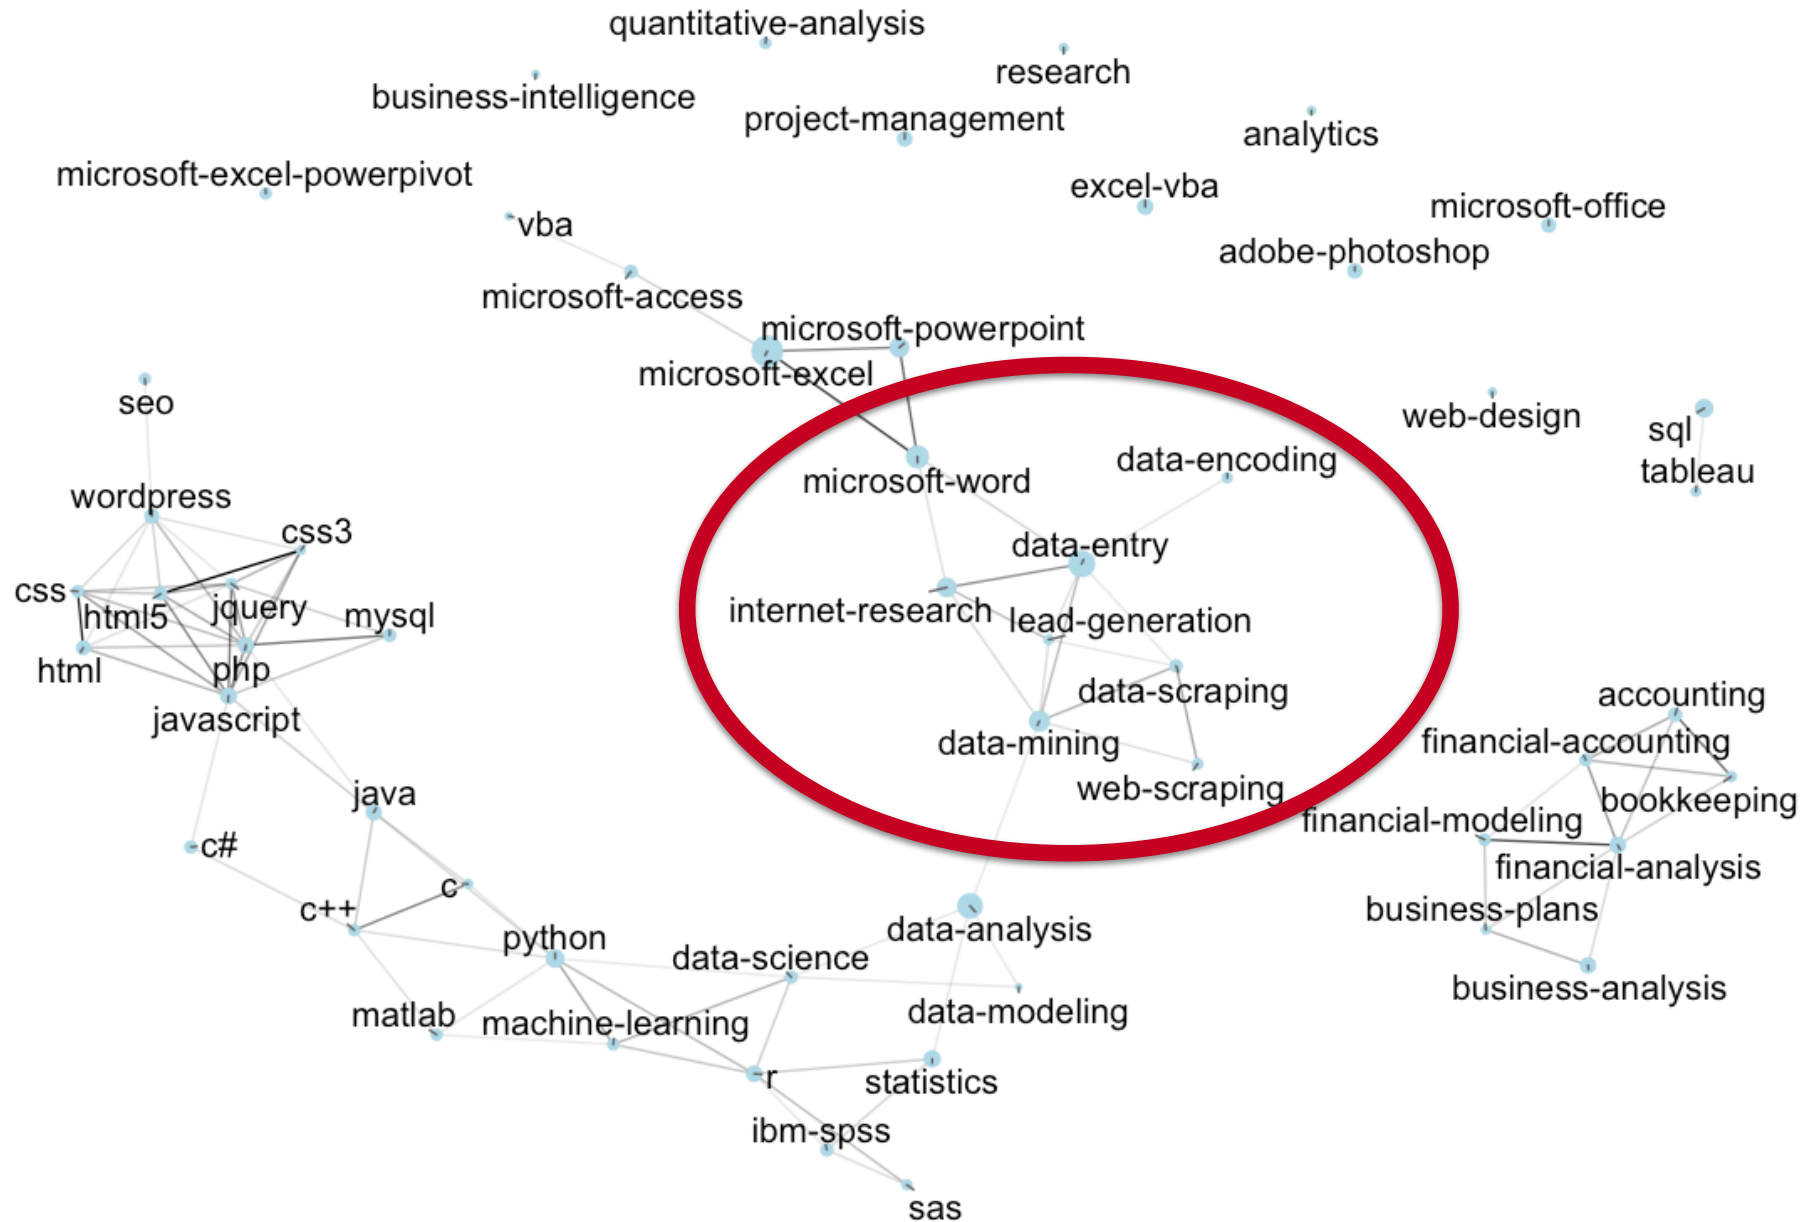 quantitative-analysis
research
business-intelligence
project-management
analytics
microsoft-excel-powerpivot
excel-vba
microsoft-office
vba
adobe-photoshop
microsoft-access
microsoft-powerpoint
microsoft-excel
seo
web-design
sql
data-encoding
tableau
microsoft-word
wordpress
css3
data-entry
css
html5
jquery
mysql
internet-research
lead-generation
html
php
data-scraping
accounting
javascript
data-mining
financial-accounting
web-scraping
java
bookkeeping
financial-modeling
c#
financial-analysis
c
c++
business-plans
python
data-analysis
data-science
business-analysis
matlab
machine-learning
data-modeling
r
statistics
ibm-spss
sas